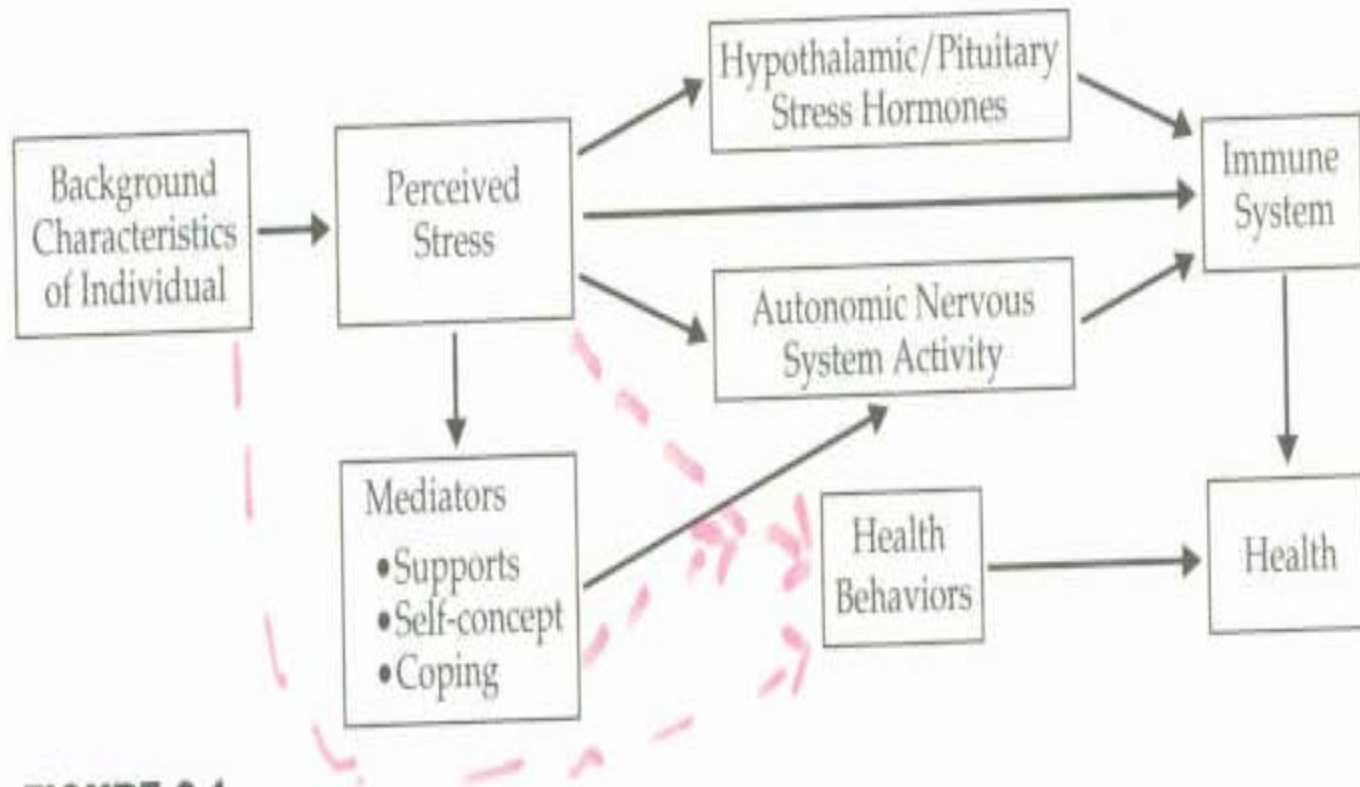 Hypothalamic/Pituitary
Stress Hormones
Background
Characteristics
of Individual
Perceived
Stress
Immune
System
Autonomic Nervous
System Activity
Mediators
•Supports
•Self-concept
•Coping
Health
Behaviors
Health